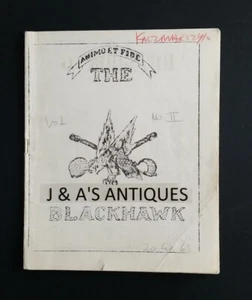 ANIMO ET FIDE
THE
Vol
No II
J & A'S ANTIQUES
BLACKHAWK